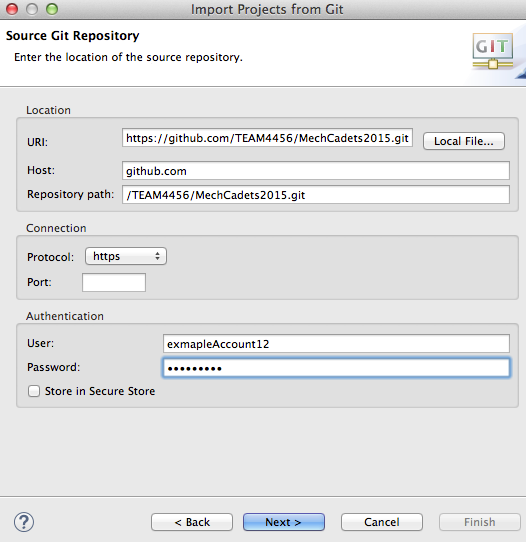 Import Projects from Git
Source Git Repository
Enter the location of the source repository.
GIT
Location
URI: https://github.com/TEAM4456/MechCadets2015.git Local File...
Host: github.com
Repository path: /TEAM4456/MechCadets2015.git
Connection
Protocol: https
Port:
Authentication
User: exmapleAccount12
Password: •••••••••
Store in Secure Store
? < Back Next > Cancel Finish